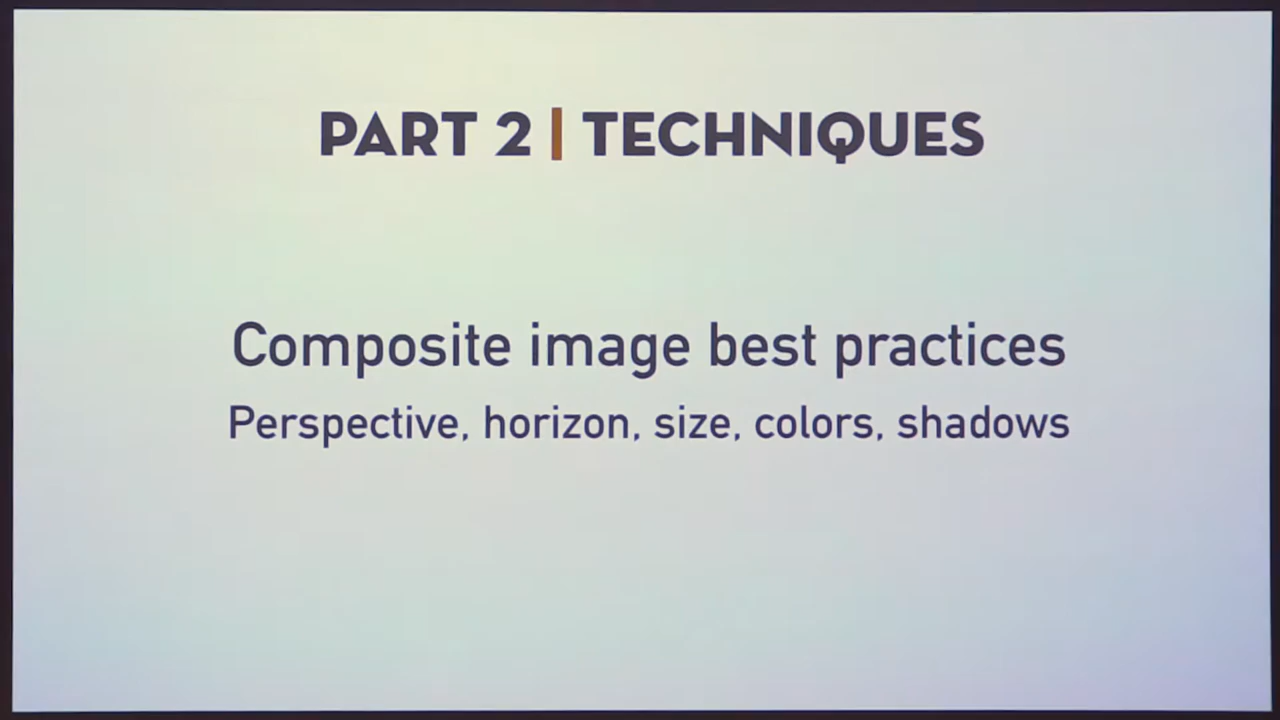 PART 2 | TECHNIQUES
Composite image best practices
Perspective, horizon, size, colors, shadows